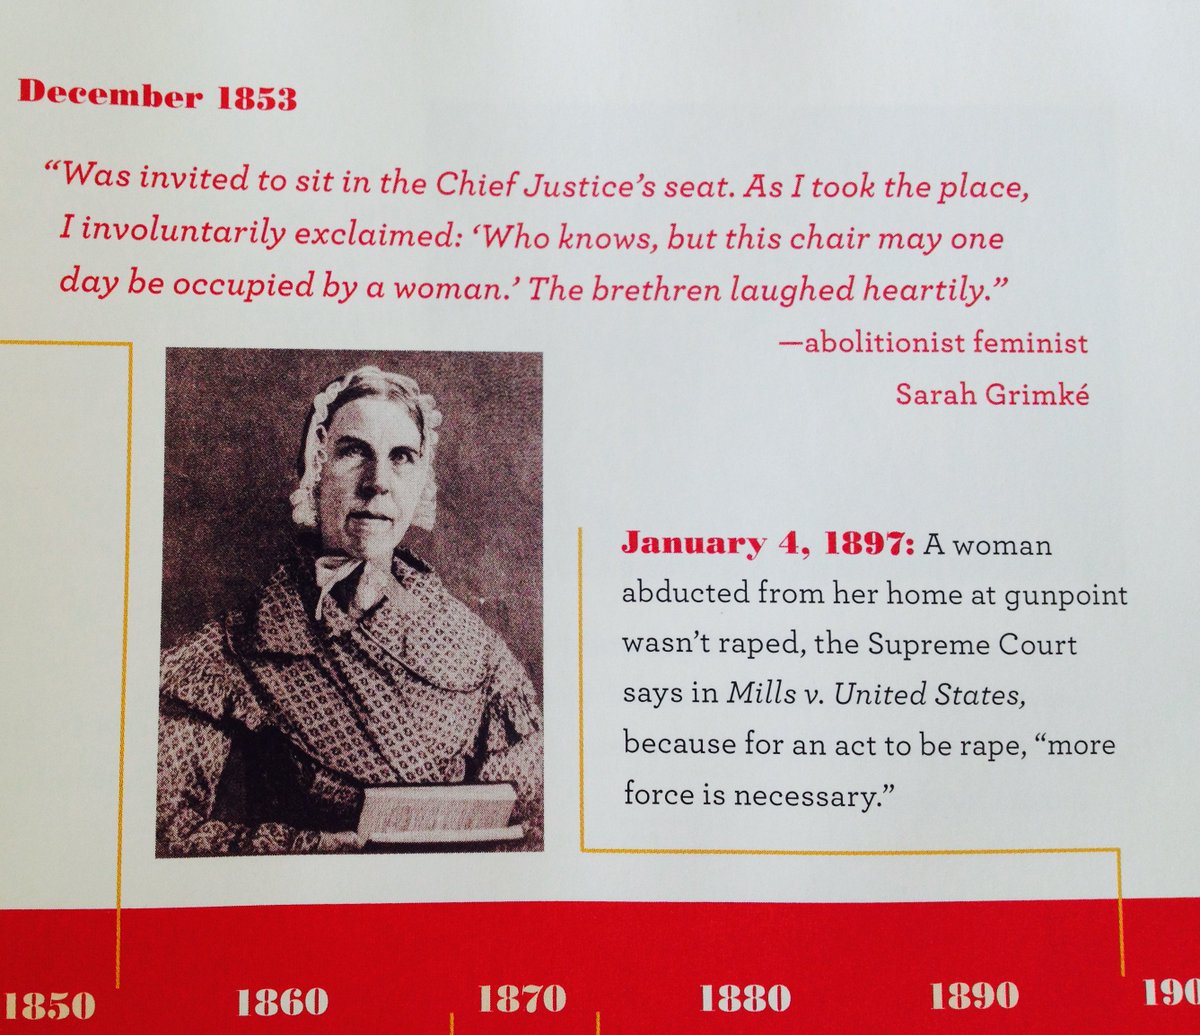 December 1853
“Was invited to sit in the Chief Justice’s seat. As I took the place,
I involuntarily exclaimed: ‘Who knows, but this chair may one
day be occupied by a woman.’ The brethren laughed heartily.”
—abolitionist feminist
Sarah Grimké
January 4, 1897: A woman
abducted from her home at gunpoint
wasn’t raped, the Supreme Court
says in Mills v. United States,
because for an act to be rape, “more
force is necessary.”
1850 1860 1870 1880 1890 190